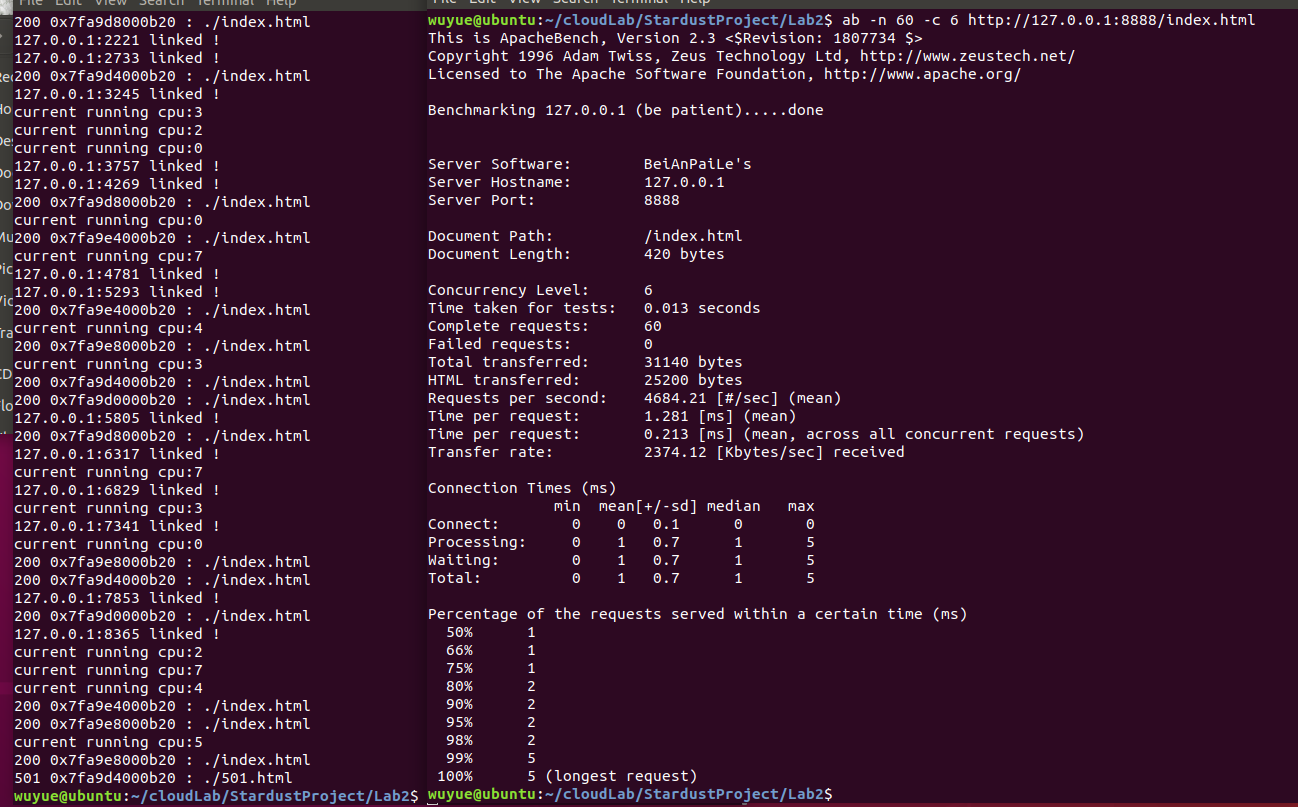 File Edit View Search Terminal Help
200 0x7fa9d8000b20 : ./index.html
127.0.0.1:2221 linked !
127.0.0.1:2733 linked !
200 0x7fa9d4000b20 : ./index.html
127.0.0.1:3245 linked !
current running cpu:3
current running cpu:2
current running cpu:0
127.0.0.1:3757 linked !
127.0.0.1:4269 linked !
200 0x7fa9d8000b20 : ./index.html
current running cpu:0
200 0x7fa9e4000b20 : ./index.html
current running cpu:7
127.0.0.1:4781 linked !
127.0.0.1:5293 linked !
200 0x7fa9e4000b20 : ./index.html
current running cpu:4
200 0x7fa9e8000b20 : ./index.html
current running cpu:3
200 0x7fa9d4000b20 : ./index.html
200 0x7fa9d0000b20 : ./index.html
127.0.0.1:5805 linked !
200 0x7fa9d8000b20 : ./index.html
127.0.0.1:6317 linked !
current running cpu:7
127.0.0.1:6829 linked !
current running cpu:3
127.0.0.1:7341 linked !
current running cpu:0
200 0x7fa9e8000b20 : ./index.html
200 0x7fa9d4000b20 : ./index.html
127.0.0.1:7853 linked !
200 0x7fa9d0000b20 : ./index.html
127.0.0.1:8365 linked !
current running cpu:2
current running cpu:7
current running cpu:4
200 0x7fa9e4000b20 : ./index.html
200 0x7fa9e8000b20 : ./index.html
current running cpu:5
200 0x7fa9e8000b20 : ./index.html
501 0x7fa9d4000b20 : ./501.html
wuyue@ubuntu:~/cloudLab/StardustProject/Lab2$
File Edit View Search Terminal Help
wuyue@ubuntu:~/cloudLab/StardustProject/Lab2$ ab -n 60 -c 6 http://127.0.0.1:8888/index.html
This is ApacheBench, Version 2.3 <$Revision: 1807734 $>
Copyright 1996 Adam Twiss, Zeus Technology Ltd, http://www.zeustech.net/
Licensed to The Apache Software Foundation, http://www.apache.org/
Benchmarking 127.0.0.1 (be patient).....done
Server Software: BeiAnPaiLe's
Server Hostname: 127.0.0.1
Server Port: 8888
Document Path: /index.html
Document Length: 420 bytes
Concurrency Level: 6
Time taken for tests: 0.013 seconds
Complete requests: 60
Failed requests: 0
Total transferred: 31140 bytes
HTML transferred: 25200 bytes
Requests per second: 4684.21 [#/sec] (mean)
Time per request: 1.281 [ms] (mean)
Time per request: 0.213 [ms] (mean, across all concurrent requests)
Transfer rate: 2374.12 [Kbytes/sec] received
Connection Times (ms)
min mean[+/-sd] median max
Connect: 0 0 0.1 0 0
Processing: 0 1 0.7 1 5
Waiting: 0 1 0.7 1 5
Total: 0 1 0.7 1 5
Percentage of the requests served within a certain time (ms)
50% 1
66% 1
75% 1
80% 2
90% 2
95% 2
98% 2
99% 5
100% 5 (longest request)
wuyue@ubuntu:~/cloudLab/StardustProject/Lab2$